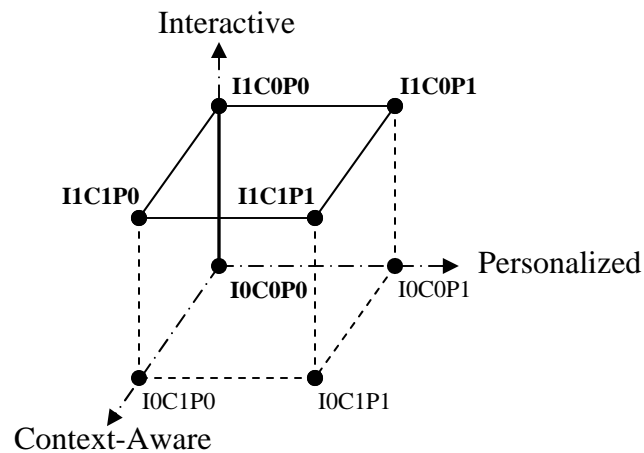 Interactive
I1C0P0
I1C0P1
I1C1P0
I1C1P1
Personalized
I0C0P0
I0C0P1
I0C1P0
I0C1P1
Context-Aware